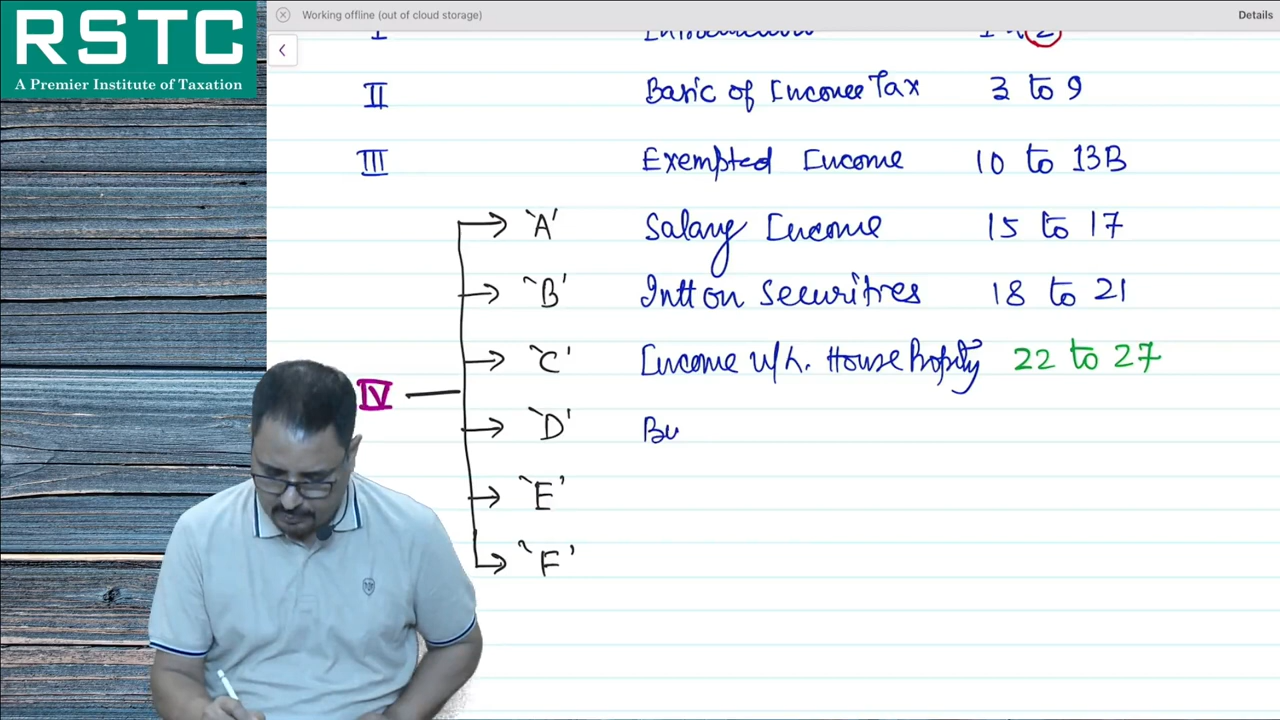 Working offline (out of cloud storage)
Details
RSTC
A Premier Institute of Taxation
I 1 2
II Basic of Income Tax 3 to 9
III Exempted Income 10 to 13B
'A' Salary Income 15 to 17
'B' Intt on Securities 18 to 21
'C' Income u/h. House Property 22 to 27
IV
'D' Bu
'E'
'F'